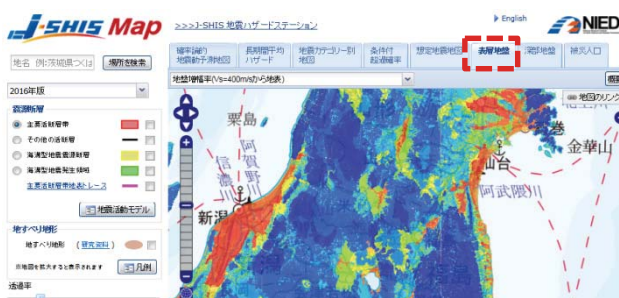 J-SHIS Map
>>>J-SHIS 地震ハザードステーション
English
NIED
地名 例:茨城県つくは
場所を検索
確率論的
地震動予測地図
長期間平均
ハザード
地震カテゴリー別
地図
条件付
超過確率
想定地震地図
表層地盤
深部地盤
被災人口
2016年版
地盤増幅率(Vs=400m/sから地表)
概要
地図のリンク
震源断層
主要活断層帯
その他の活断層
海溝型地震震源断層
海溝型地震発生領域
主要活断層帯地表トレース
地震活動モデル
地すべり地形
地すべり地形 (研究資料)
※地図を拡大すると表示されます
凡例
透過率
粟島
信濃川
阿賀野川
新潟
仙台
阿武隈川
巻
金華山